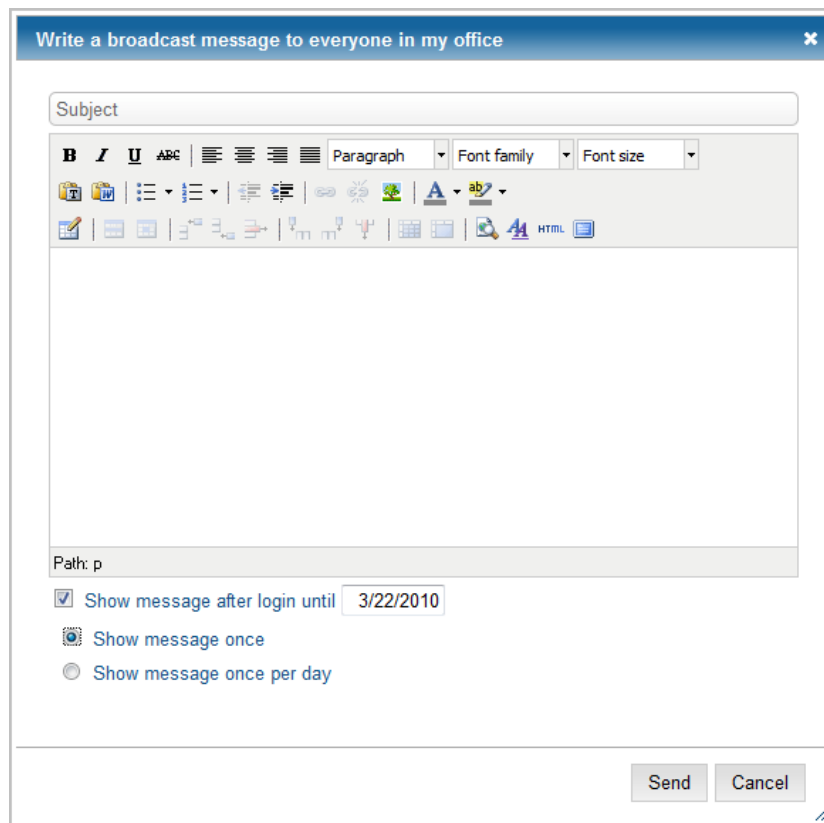 Write a broadcast message to everyone in my office
Subject
B I U ABC Paragraph Font family Font size
T W A ab
A HTML
Path: p
Show message after login until 3/22/2010
Show message once
Show message once per day
Send Cancel